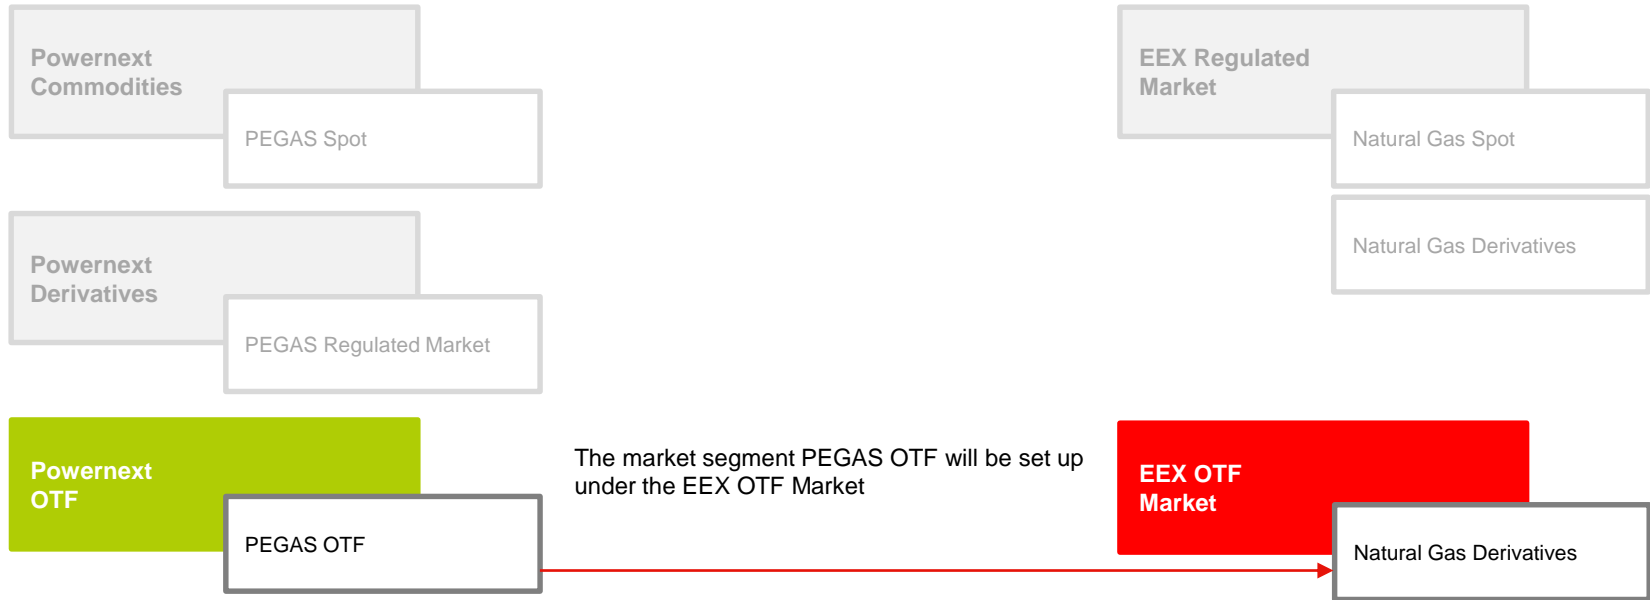 Powernext
Commodities
PEGAS Spot
EEX Regulated
Market
Natural Gas Spot
Natural Gas Derivatives
Powernext
Derivatives
PEGAS Regulated Market
Powernext
OTF
PEGAS OTF
The market segment PEGAS OTF will be set up
under the EEX OTF Market
EEX OTF
Market
Natural Gas Derivatives